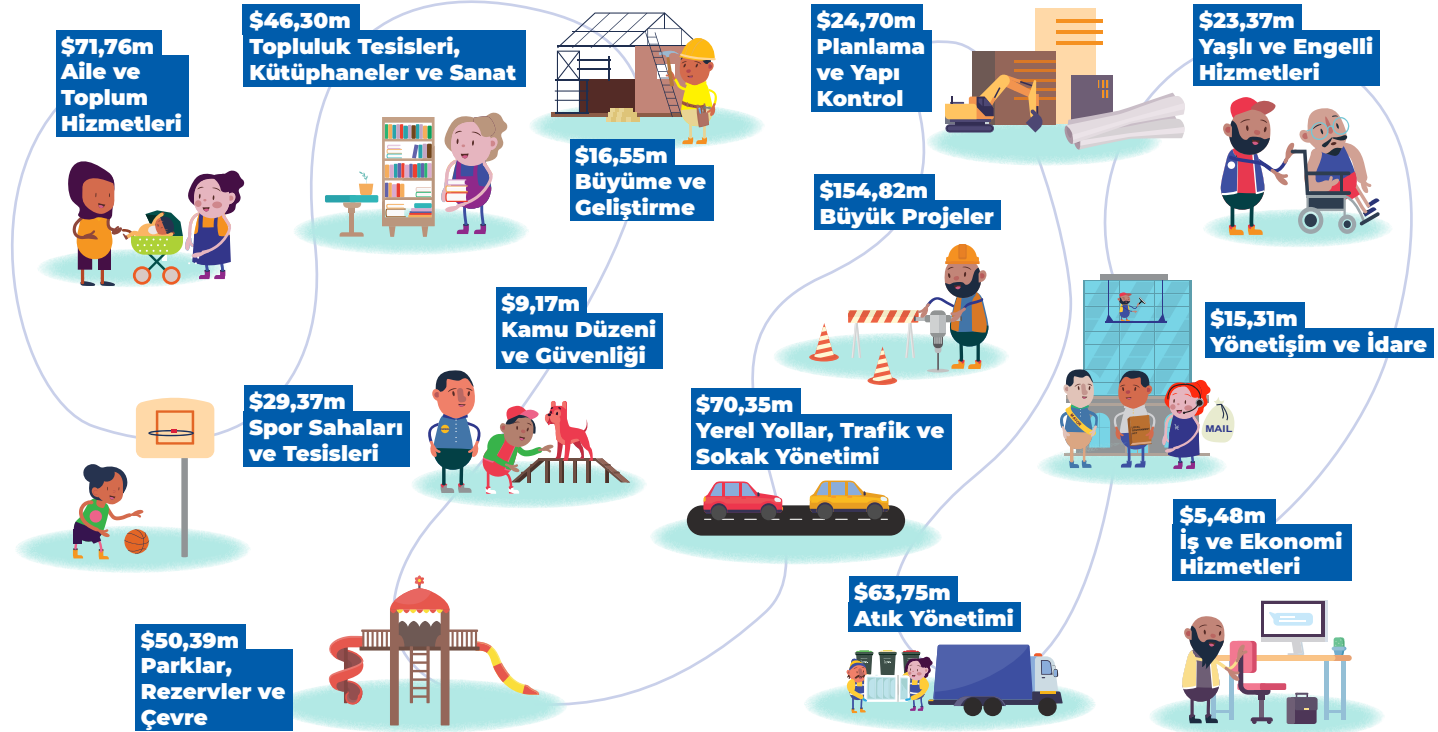 $71,76m
Aile ve
Toplum
Hizmetleri
$46,30m
Topluluk Tesisleri,
Kütüphaneler ve Sanat
$16,55m
Büyüme ve
Geliştirme
$24,70m
Planlama
ve Yapı
Kontrol
$23,37m
Yaşlı ve Engelli
Hizmetleri
$154,82m
Büyük Projeler
$9,17m
Kamu Düzeni
ve Güvenliği
$15,31m
Yönetişim ve İdare
MAIL
$29,37m
Spor Sahaları
ve Tesisleri
$70,35m
Yerel Yollar, Trafik ve
Sokak Yönetimi
$5,48m
İş ve Ekonomi
Hizmetleri
$63,75m
Atık Yönetimi
$50,39m
Parklar,
Rezervler ve
Çevre